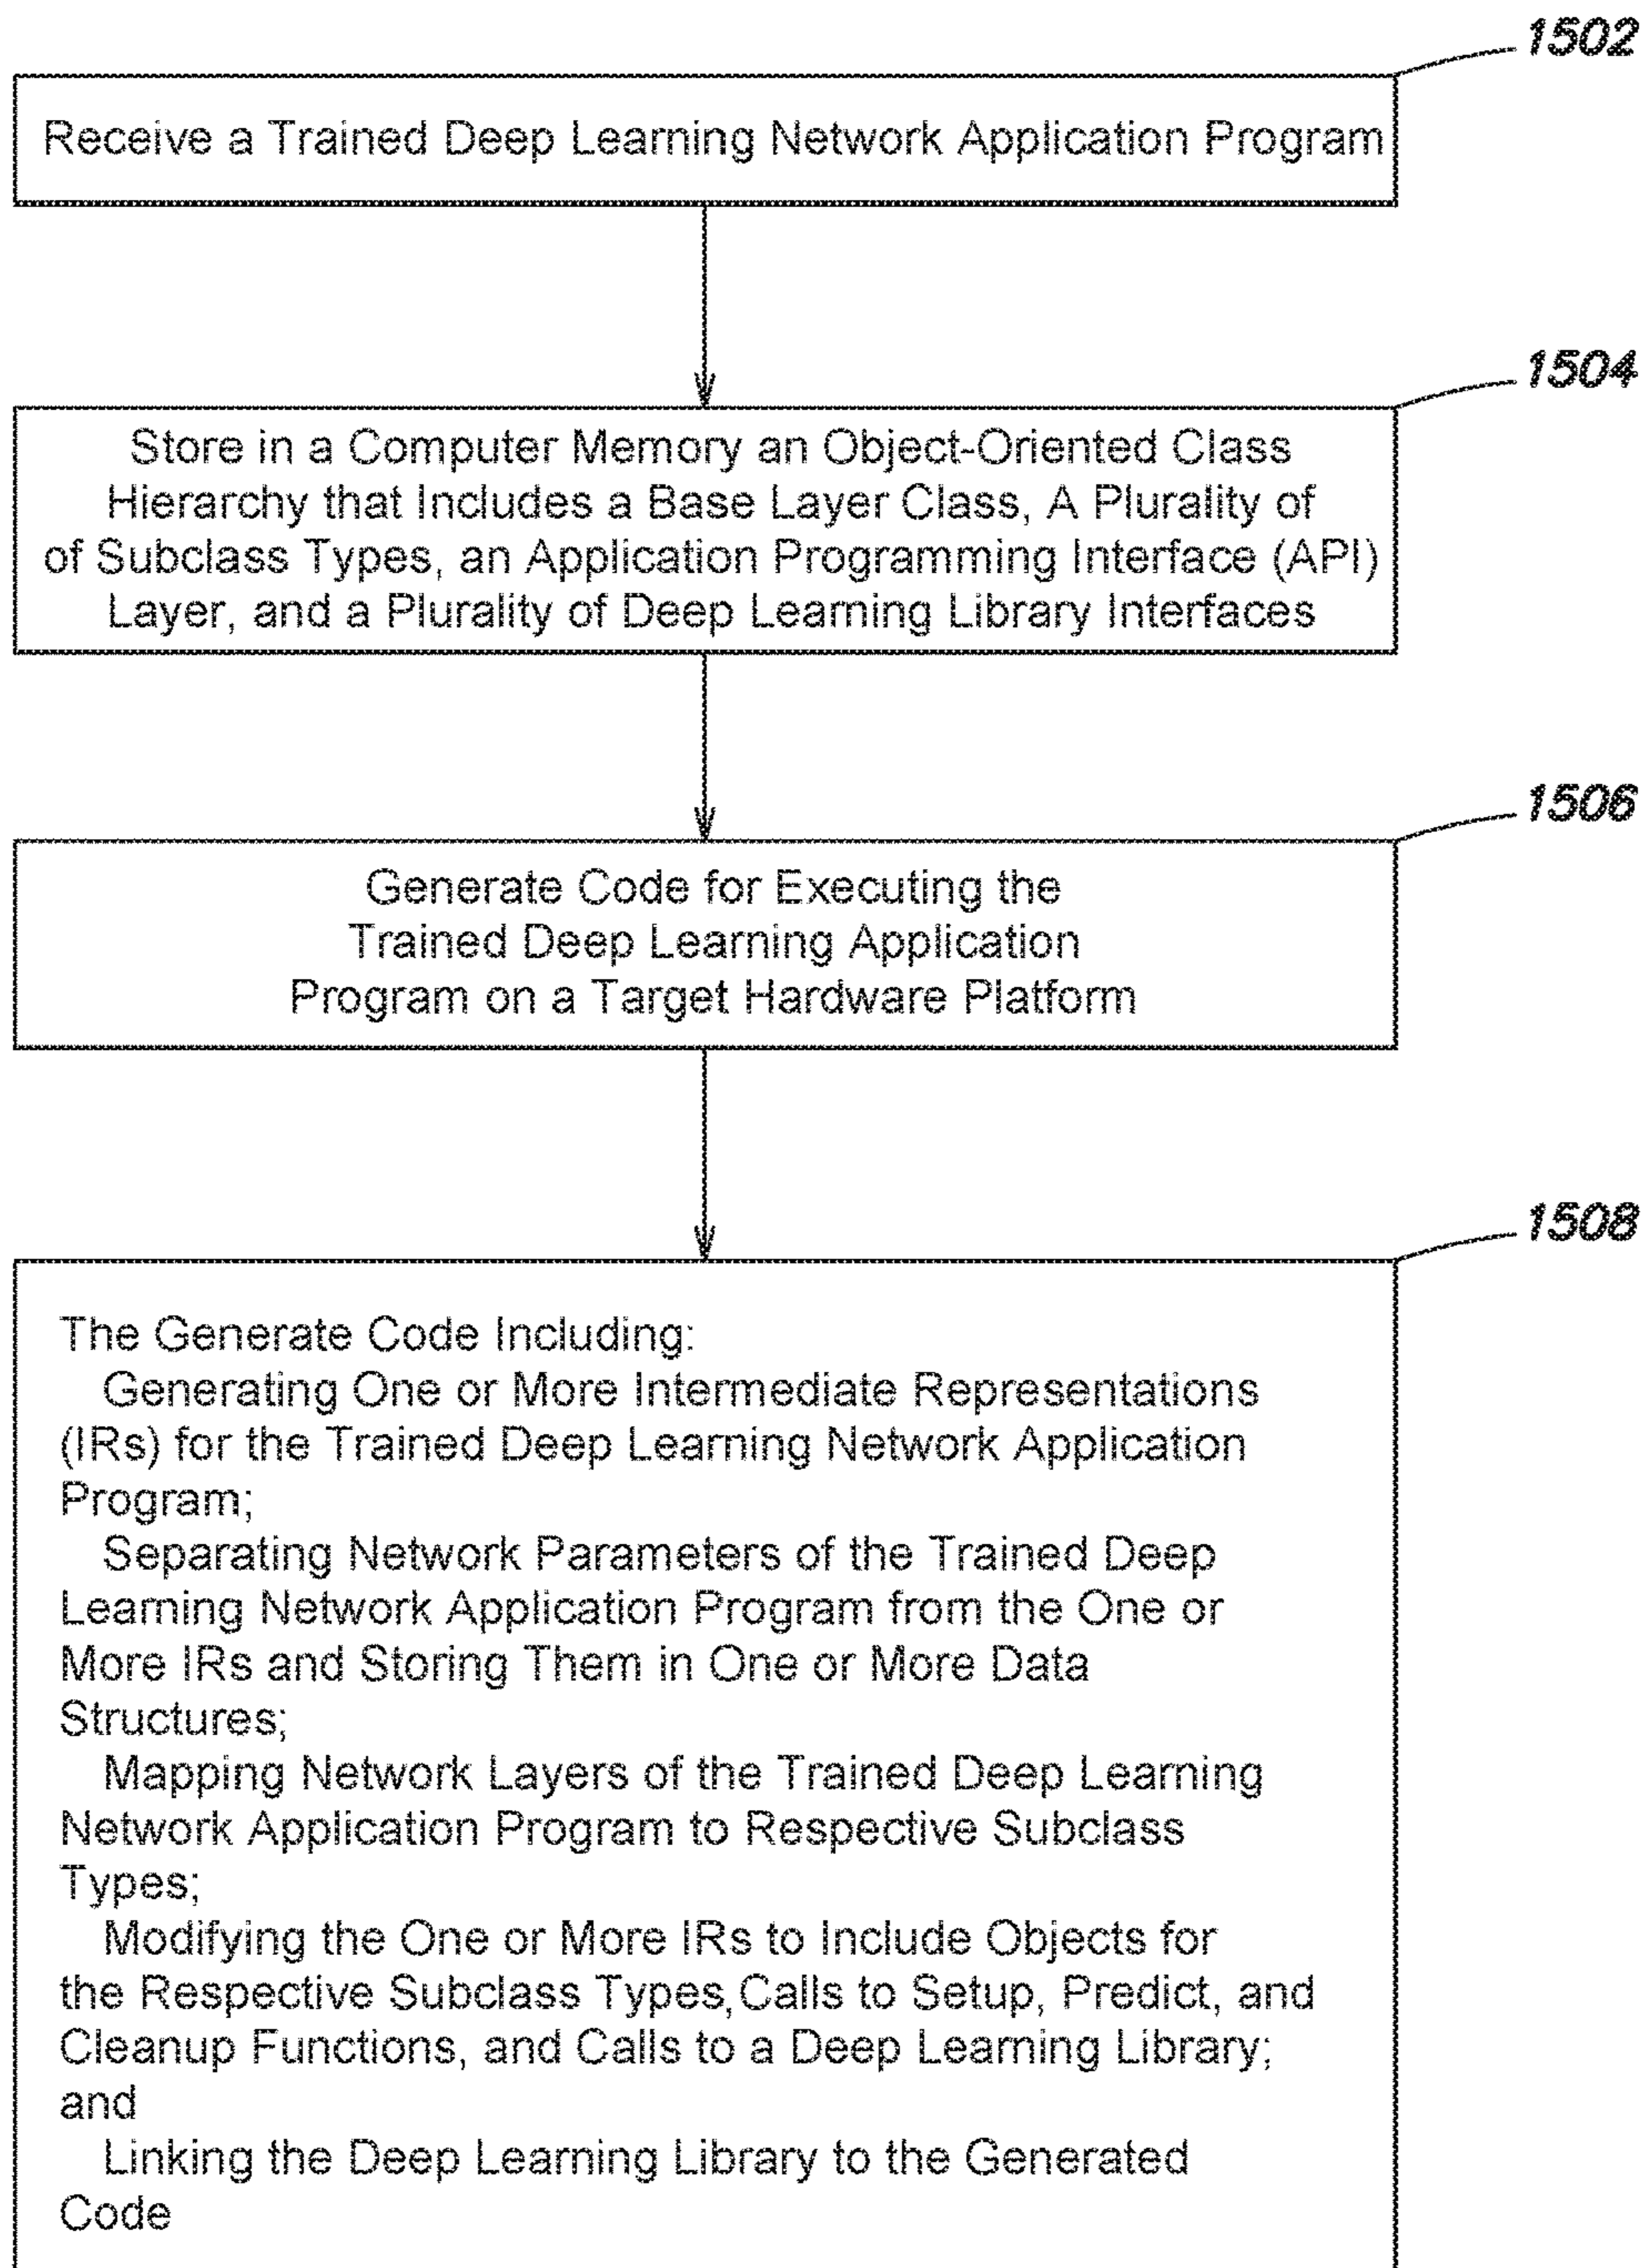 1502
Receive a Trained Deep Learning Network Application Program
1504
Store in a Computer Memory an Object-Oriented Class
Hierarchy that Includes a Base Layer Class, A Plurality of
of Subclass Types, an Application Programming Interface (API)
Layer, and a Plurality of Deep Learning Library Interfaces
1506
Generate Code for Executing the
Trained Deep Learning Application
Program on a Target Hardware Platform
1508
The Generate Code Including:
Generating One or More Intermediate Representations
(IRs) for the Trained Deep Learning Network Application
Program;
Separating Network Parameters of the Trained Deep
Learning Network Application Program from the One or
More IRs and Storing Them in One or More Data
Structures;
Mapping Network Layers of the Trained Deep Learning
Network Application Program to Respective Subclass
Types;
Modifying the One or More IRs to Include Objects for
the Respective Subclass Types,Calls to Setup, Predict, and
Cleanup Functions, and Calls to a Deep Learning Library;
and
Linking the Deep Learning Library to the Generated
Code